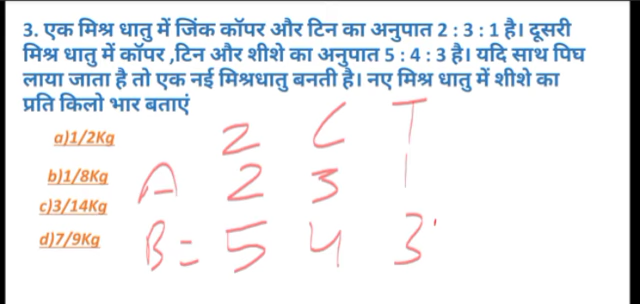 3. एक मिश्र धातु में जिंक कॉपर और टिन का अनुपात 2 : 3 : 1 है। दूसरी
मिश्र धातु में कॉपर ,टिन और शीशे का अनुपात 5 : 4 : 3 है। यदि साथ पिघ
लाया जाता है तो एक नई मिश्रधातु बनती है। नए मिश्र धातु में शीशे का
प्रति किलो भार बताएं
a)1/2Kg
b)1/8Kg
c)3/14Kg
d)7/9Kg
Z C T
A 2 3 1
B = 5 4 3